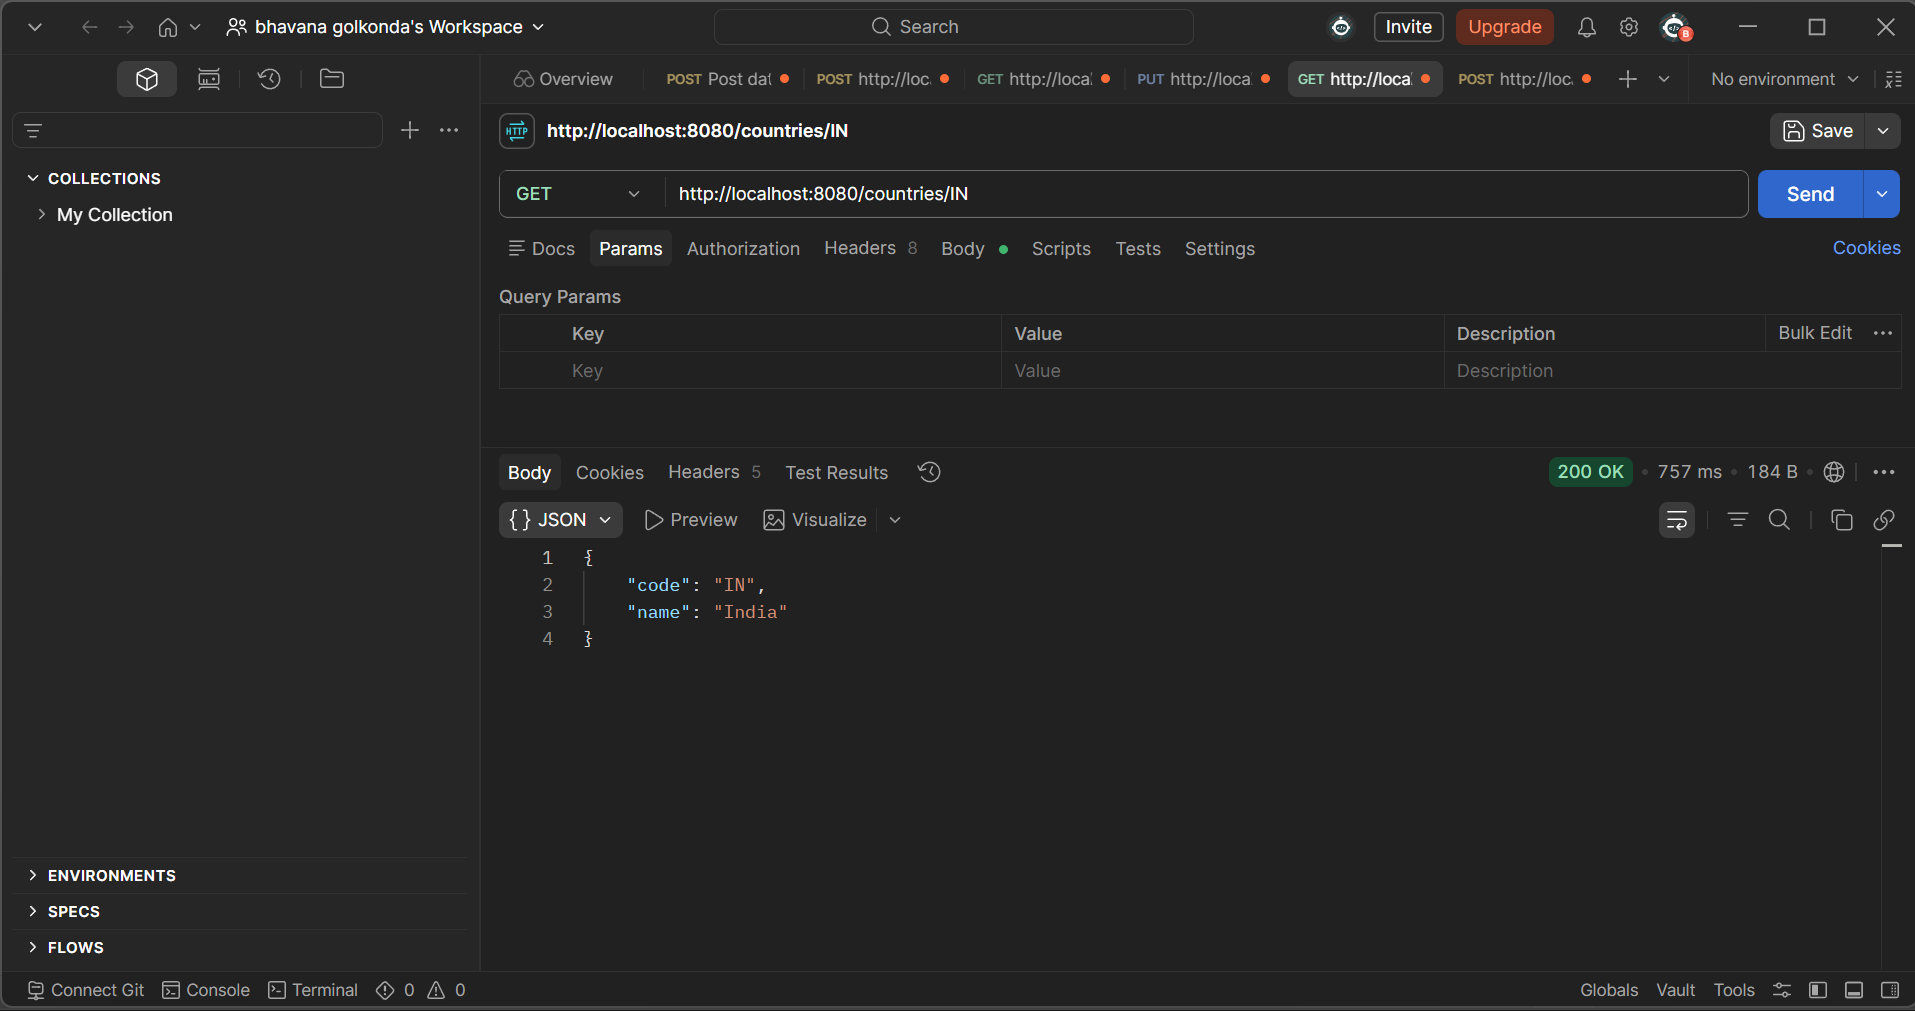 bhavana golkonda's Workspace
Search
Invite
Upgrade
B
Overview
POST Post dat
POST http://loc.
GET http://local
PUT http://loca
GET http://local
POST http://loc.
No environment
HTTP
http://localhost:8080/countries/IN
Save
COLLECTIONS
My Collection
GET
http://localhost:8080/countries/IN
Send
Docs
Params
Authorization
Headers 8
Body
Scripts
Tests
Settings
Cookies
Query Params
Key Value Description Bulk Edit
Key Value Description
Body
Cookies
Headers 5
Test Results
200 OK
757 ms
184 B
{ } JSON
Preview
Visualize
1 {
2 "code": "IN",
3 "name": "India"
4 }
ENVIRONMENTS
SPECS
FLOWS
Connect Git
Console
Terminal
0
0
Globals
Vault
Tools